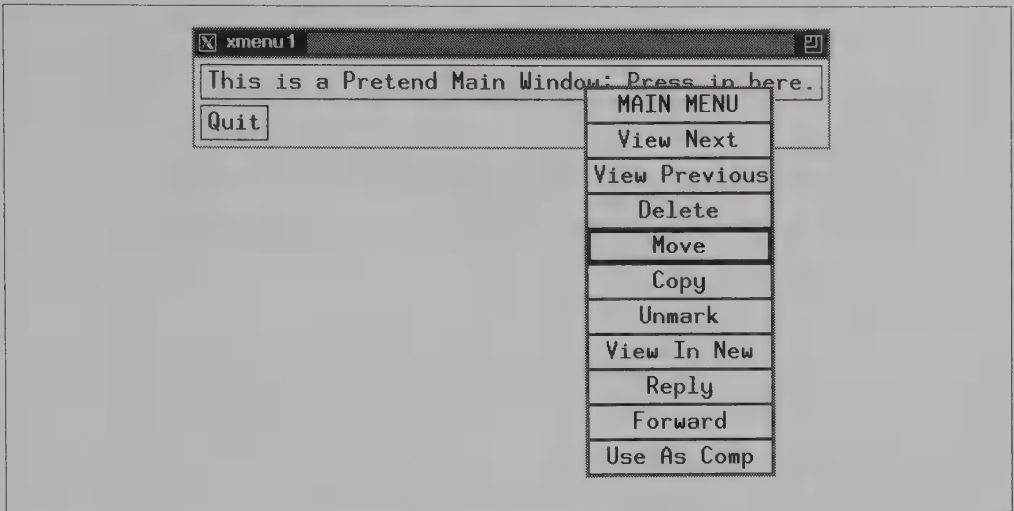 xmenu1
This is a Pretend Main Window: Press in here.
Quit
MAIN MENU
View Next
View Previous
Delete
Move
Copy
Unmark
View In New
Reply
Forward
Use As Comp